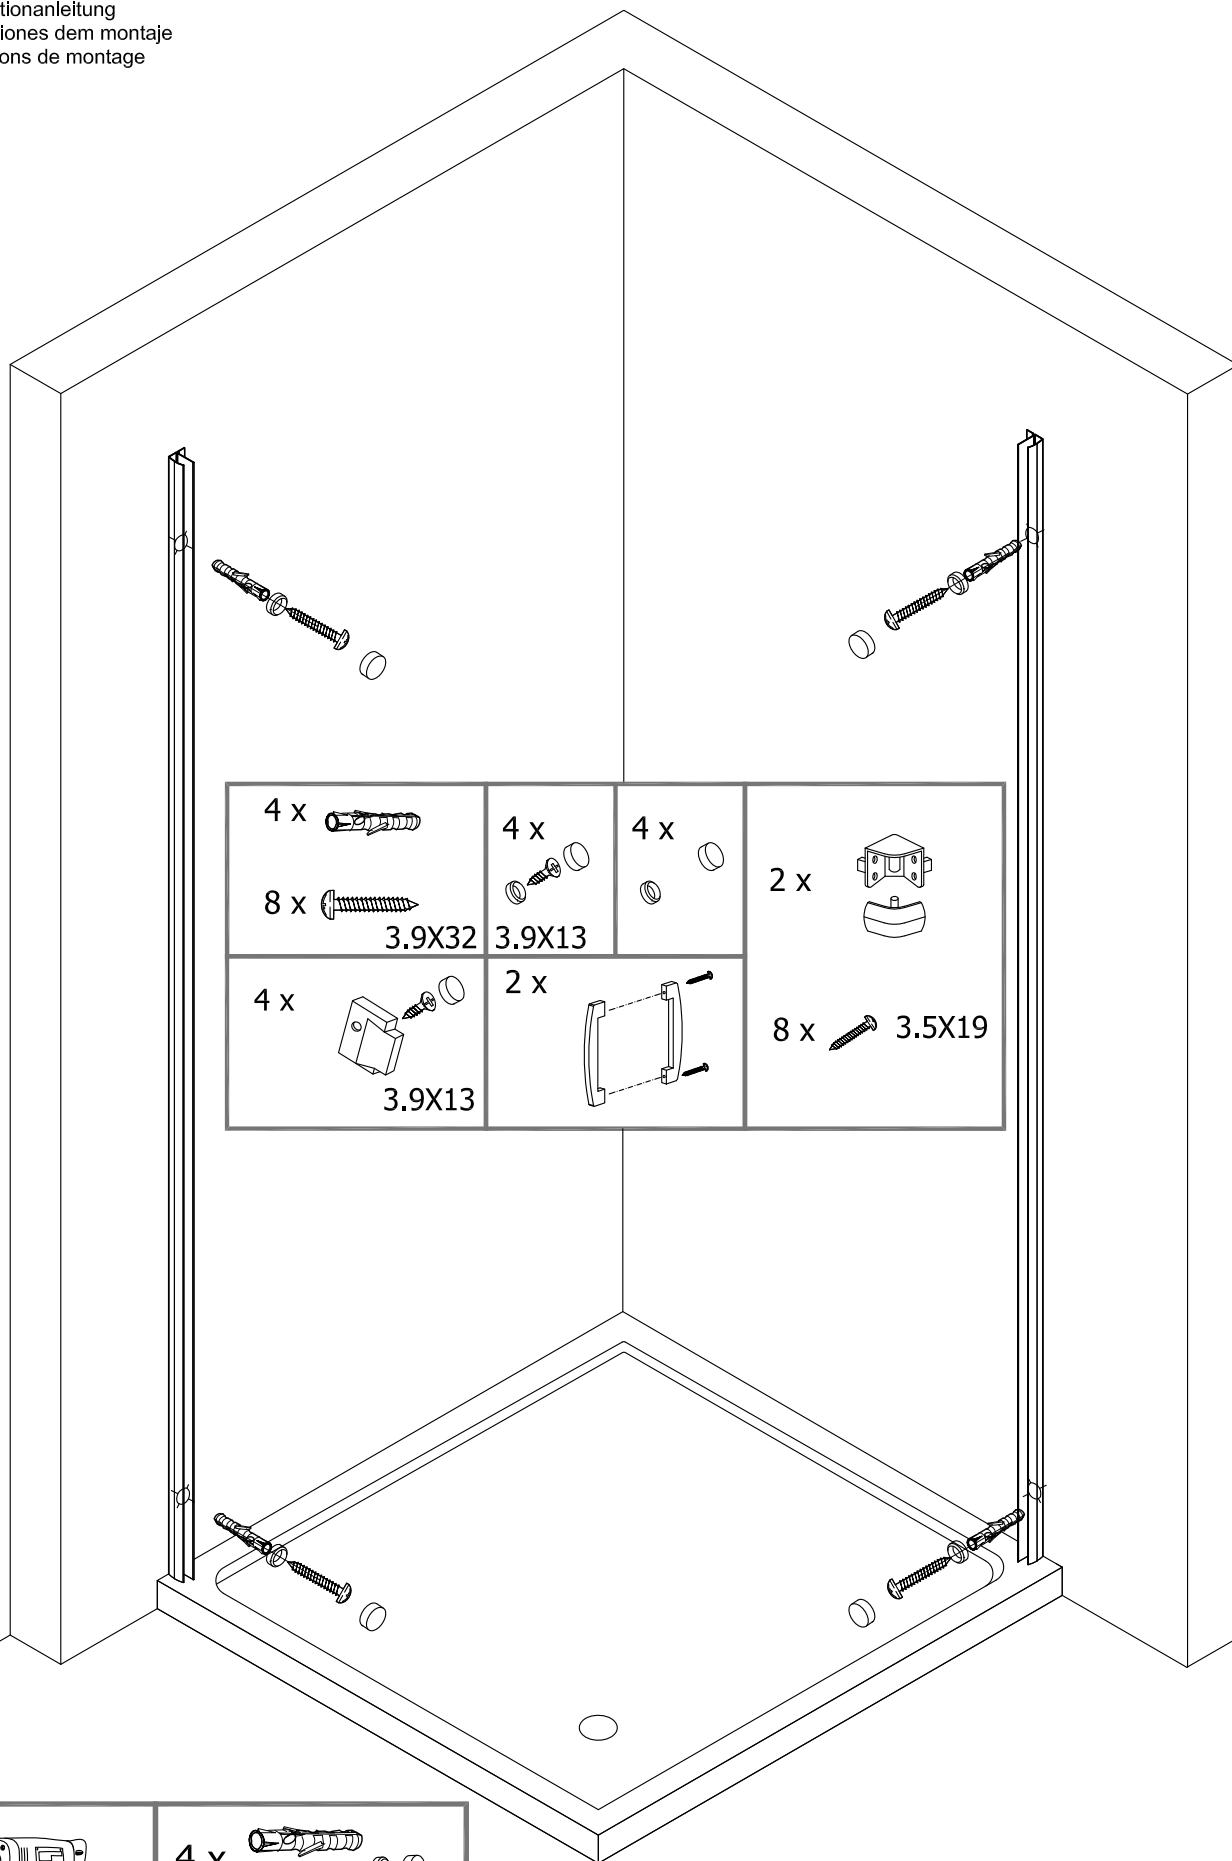 tionanleitung
iones dem montaje
ons de montage
4 x
8 x
3.9X32
4 x
3.9X13
4 x
2 x
8 x 3.5X19
4 x
3.9X13
2 x
4 x